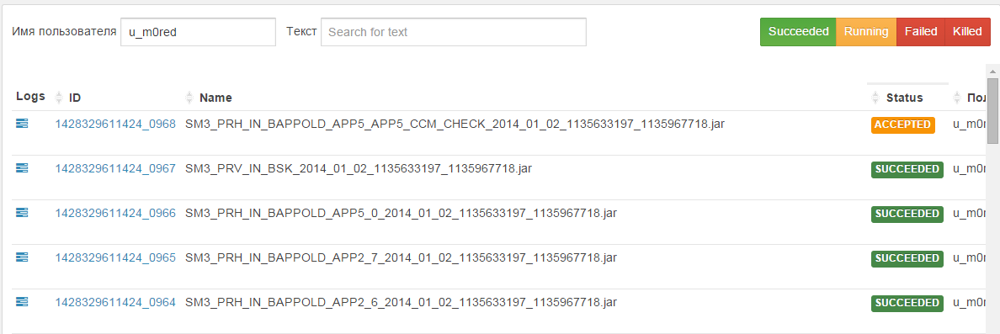 Имя пользователя u_m0red Текст Search for text Succeeded Running Failed Killed
Logs ID Name Status Пол
1428329611424_0968 SM3_PRH_IN_BAPPOLD_APP5_APP5_CCM_CHECK_2014_01_02_1135633197_1135967718.jar ACCEPTED u_m0r
1428329611424_0967 SM3_PRV_IN_BSK_2014_01_02_1135633197_1135967718.jar SUCCEEDED u_m0r
1428329611424_0966 SM3_PRH_IN_BAPPOLD_APP5_0_2014_01_02_1135633197_1135967718.jar SUCCEEDED u_m0r
1428329611424_0965 SM3_PRH_IN_BAPPOLD_APP2_7_2014_01_02_1135633197_1135967718.jar SUCCEEDED u_m0r
1428329611424_0964 SM3_PRH_IN_BAPPOLD_APP2_6_2014_01_02_1135633197_1135967718.jar SUCCEEDED u_m0r